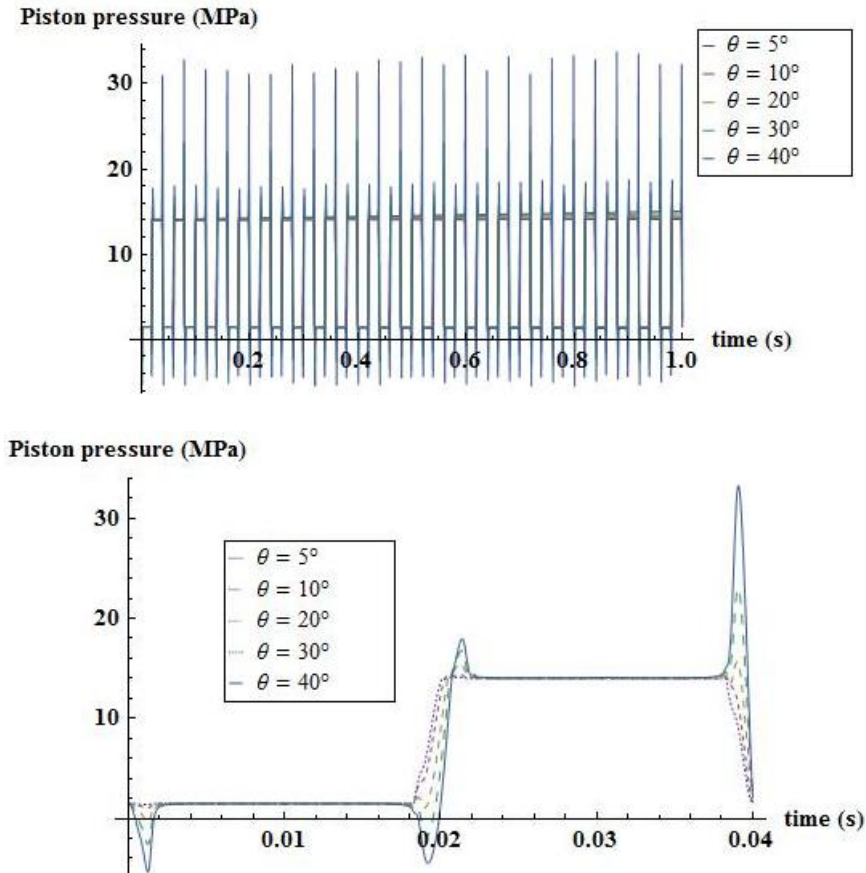 Piston pressure (MPa)
θ = 5°
θ = 10°
θ = 20°
θ = 30°
θ = 40°
30
20
10
time (s)
0.2 0.4 0.6 0.8 1.0
Piston pressure (MPa)
30
θ = 5°
θ = 10°
θ = 20°
θ = 30°
θ = 40°
20
10
time (s)
0.01 0.02 0.03 0.04